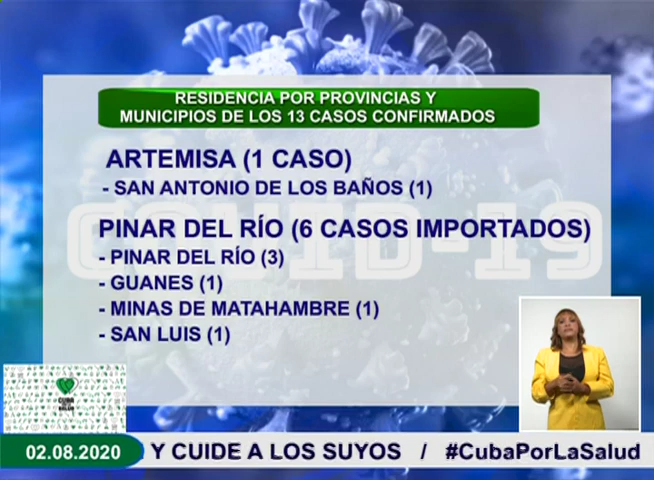 RESIDENCIA POR PROVINCIAS Y
MUNICIPIOS DE LOS 13 CASOS CONFIRMADOS
ARTEMISA (1 CASO)
- SAN ANTONIO DE LOS BAÑOS (1)
PINAR DEL RÍO (6 CASOS IMPORTADOS)
COVID-19
- PINAR DEL RÍO (3)
- GUANES (1)
- MINAS DE MATAHAMBRE (1)
- SAN LUIS (1)
CUBA
SALUD
02.08.2020
Y CUIDE A LOS SUYOS / #CubaPorLaSalud